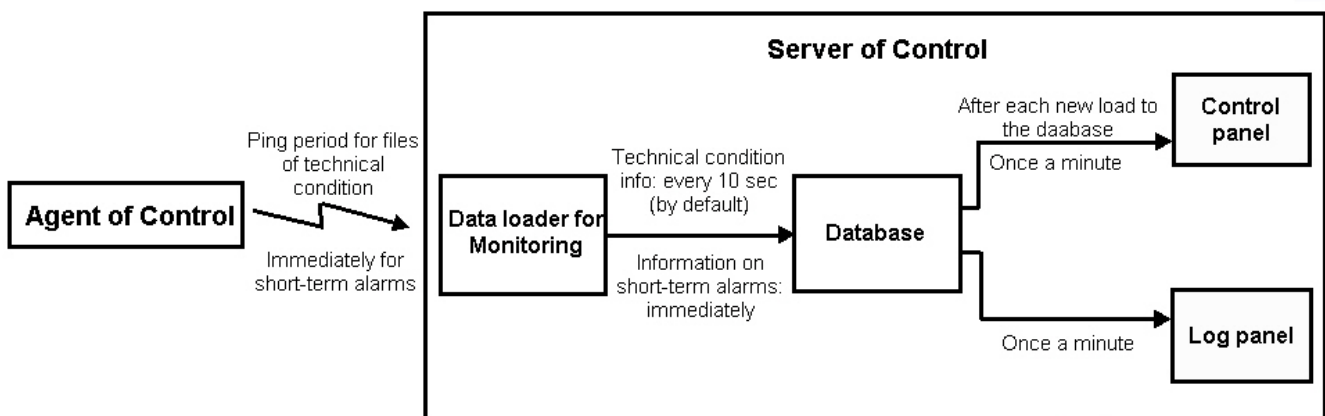 Server of Control
Ping period for files
of technical
condition
Agent of Control
Immediately for
short-term alarms
Data loader for
Monitoring
Technical condition
info: every 10 sec
(by default)
Information on
short-term alarms:
immediately
Database
After each new load to
the daabase
Once a minute
Control
panel
Once a minute
Log panel